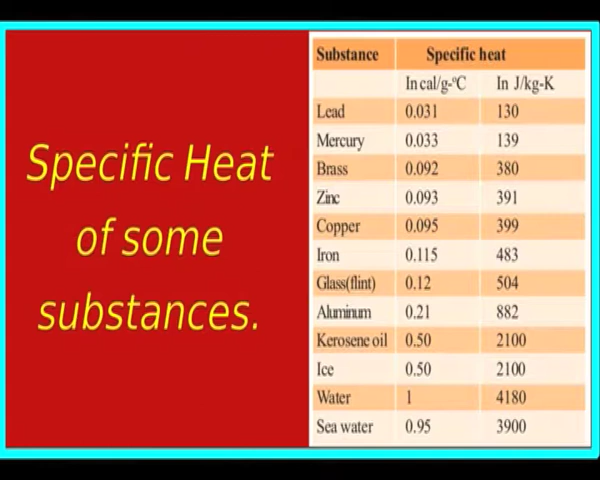 Specific Heat
of some
substances.
Substance Specific heat
In cal/g-ºC In J/kg-K
Lead 0.031 130
Mercury 0.033 139
Brass 0.092 380
Zinc 0.093 391
Copper 0.095 399
Iron 0.115 483
Glass(flint) 0.12 504
Aluminum 0.21 882
Kerosene oil 0.50 2100
Ice 0.50 2100
Water 1 4180
Sea water 0.95 3900